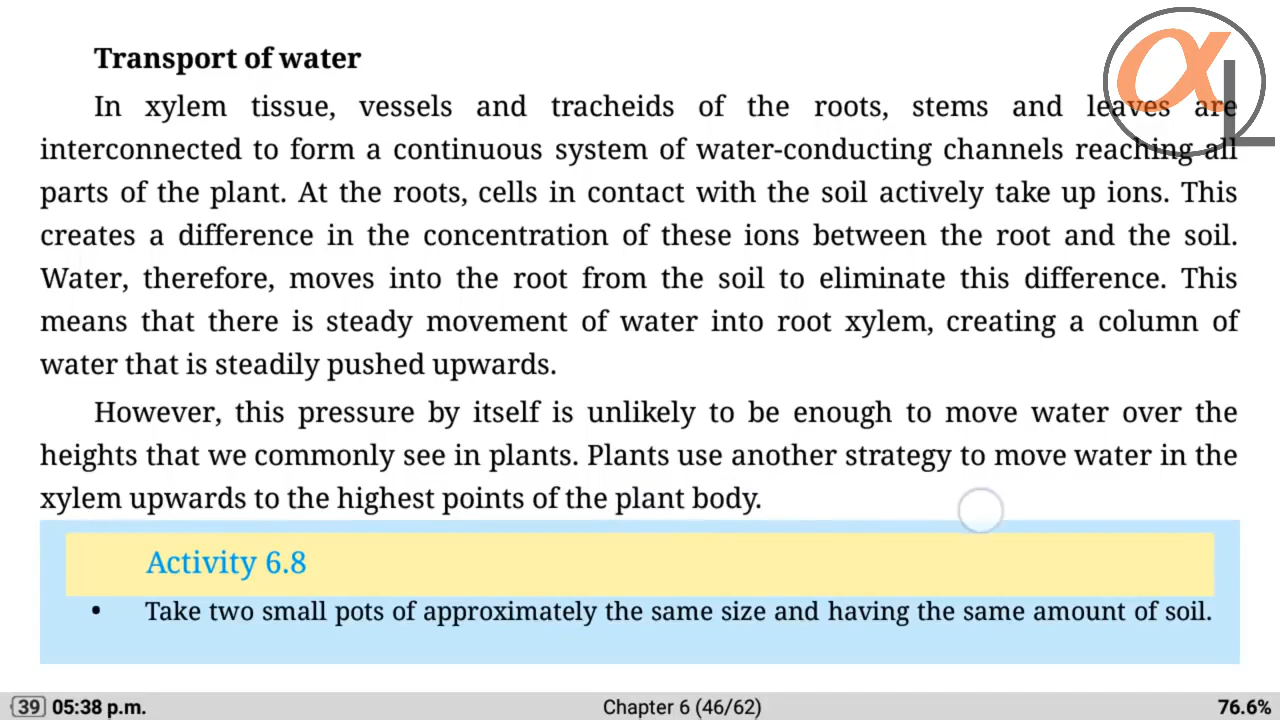 Transport of water
In xylem tissue, vessels and tracheids of the roots, stems and leaves are
interconnected to form a continuous system of water-conducting channels reaching all
parts of the plant. At the roots, cells in contact with the soil actively take up ions. This
creates a difference in the concentration of these ions between the root and the soil.
Water, therefore, moves into the root from the soil to eliminate this difference. This
means that there is steady movement of water into root xylem, creating a column of
water that is steadily pushed upwards.
However, this pressure by itself is unlikely to be enough to move water over the
heights that we commonly see in plants. Plants use another strategy to move water in the
xylem upwards to the highest points of the plant body.
Activity 6.8
• Take two small pots of approximately the same size and having the same amount of soil.
39 05:38 p.m. Chapter 6 (46/62) 76.6%
αL